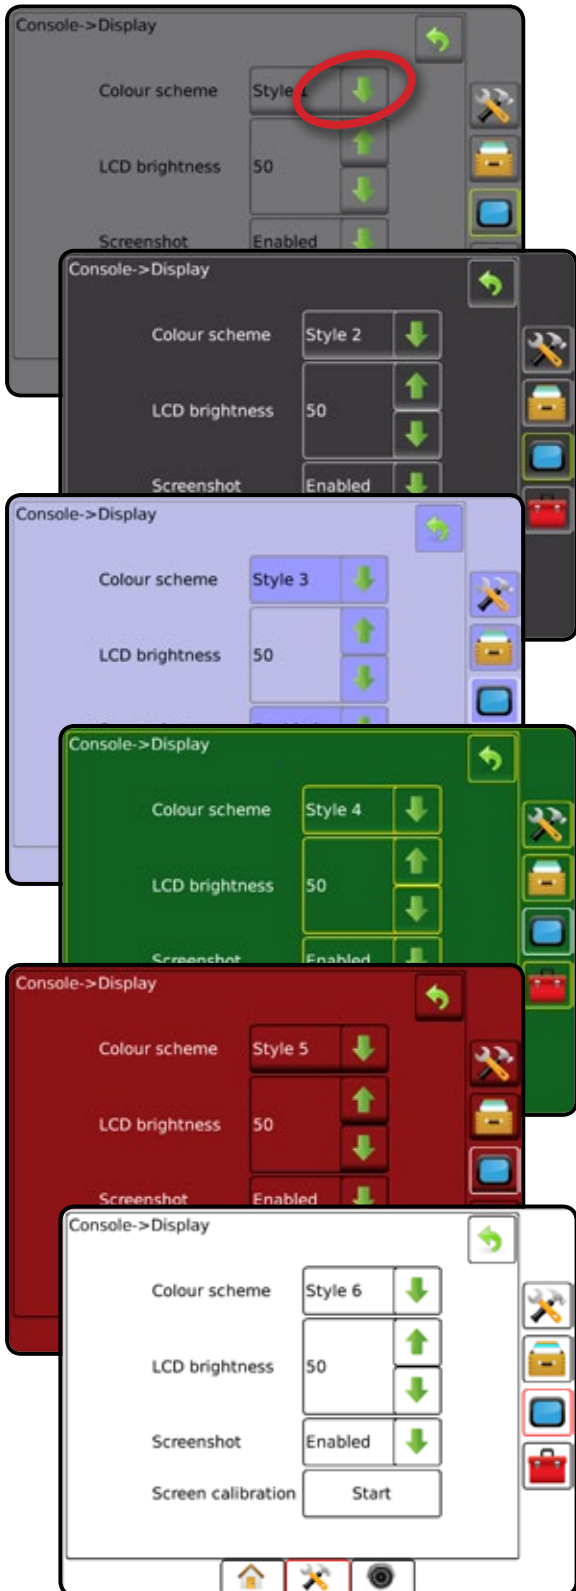 Console->Display
Colour scheme Style 1
LCD brightness 50
Screenshot Enabled
Console->Display
Colour scheme Style 2
LCD brightness 50
Screenshot Enabled
Console->Display
Colour scheme Style 3
LCD brightness 50
Console->Display
Colour scheme Style 4
LCD brightness 50
Screenshot Enabled
Console->Display
Colour scheme Style 5
LCD brightness 50
Screenshot Enabled
Console->Display
Colour scheme Style 6
LCD brightness 50
Screenshot Enabled
Screen calibration Start